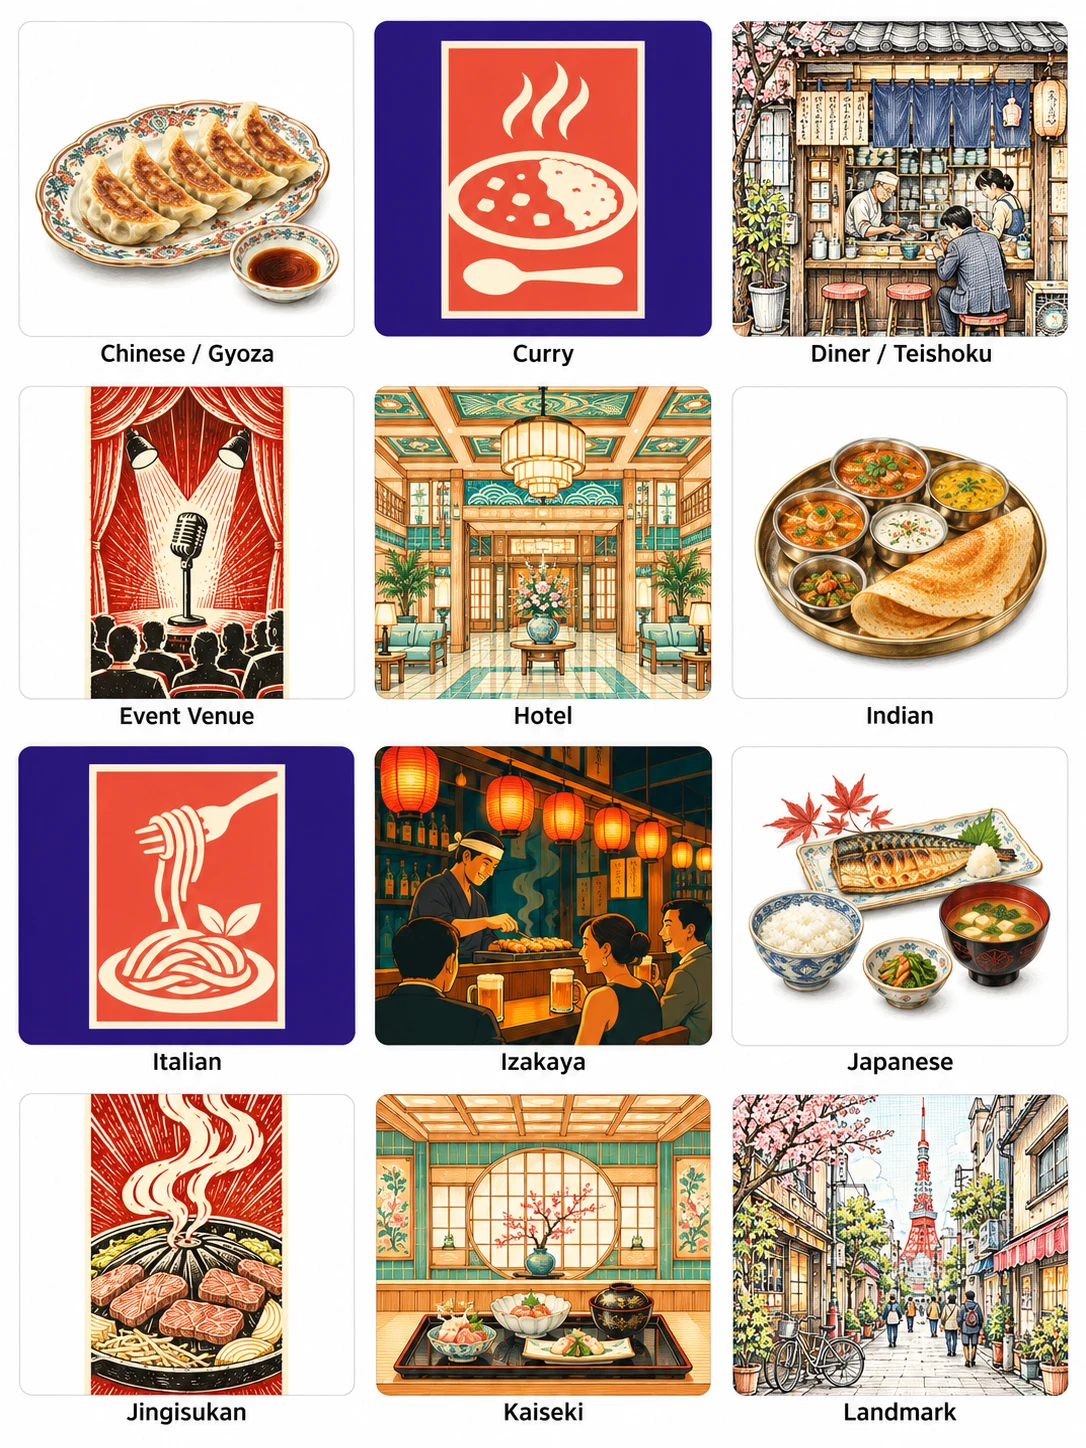 Chinese / Gyoza
Curry
Diner / Teishoku
Event Venue
Hotel
Indian
Italian
Izakaya
Japanese
Jingisukan
Kaiseki
Landmark